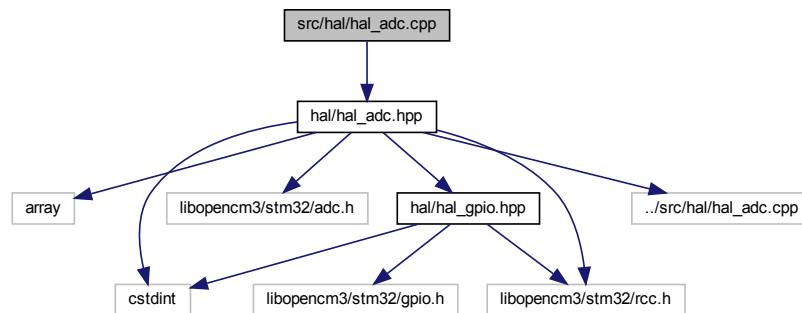 src/hal/hal_adc.cpp
hal/hal_adc.hpp
array
libopencm3/stm32/adc.h
hal/hal_gpio.hpp
../src/hal/hal_adc.cpp
cstdint
libopencm3/stm32/gpio.h
libopencm3/stm32/rcc.h